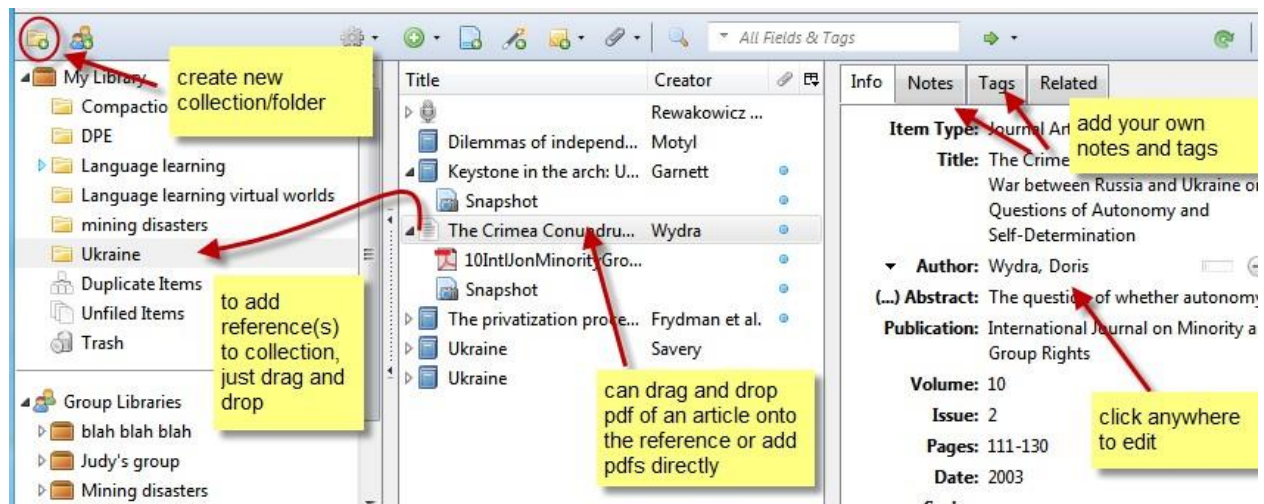 All Fields & Tags
create new
collection/folder
My Library
Compactio
DPE
Language learning
Language learning virtual worlds
mining disasters
Ukraine
Duplicate Items
Unfiled Items
Trash
to add
reference(s)
to collection,
just drag and
drop
Group Libraries
blah blah blah
Judy's group
Mining disasters
Title Creator
Rewakowicz ...
Dilemmas of independ... Motyl
Keystone in the arch: U... Garnett
Snapshot
The Crimea Conundru... Wydra
10IntlJonMinorityGro...
Snapshot
The privatization proce... Frydman et al.
Ukraine Savery
Ukraine
can drag and drop
pdf of an article onto
the reference or add
pdfs directly
Info Notes Tags Related
add your own
notes and tags
Item Type: Journal Art
Title: The Crime
War between Russia and Ukraine o
Questions of Autonomy and
Self-Determination
Author: Wydra, Doris
(...) Abstract: The question of whether autonomy
Publication: International Journal on Minority a
Group Rights
Volume: 10
Issue: 2
Pages: 111-130
Date: 2003
click anywhere
to edit